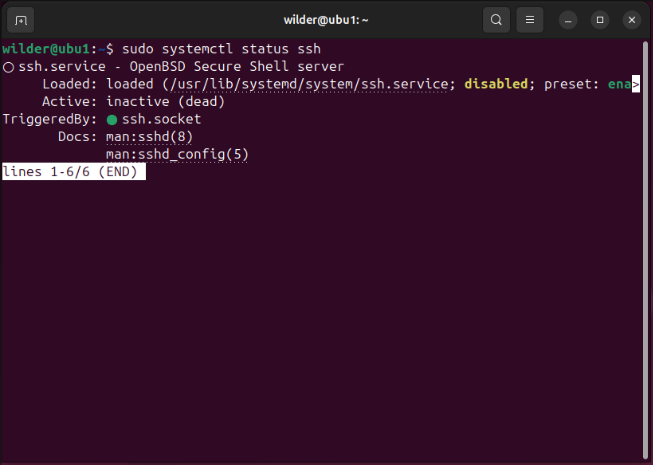 wilder@ubu1: ~
wilder@ubu1:~$ sudo systemctl status ssh
○ ssh.service - OpenBSD Secure Shell server
     Loaded: loaded (/usr/lib/systemd/system/ssh.service; disabled; preset: ena>
     Active: inactive (dead)
TriggeredBy: ● ssh.socket
       Docs: man:sshd(8)
             man:sshd_config(5)
lines 1-6/6 (END)